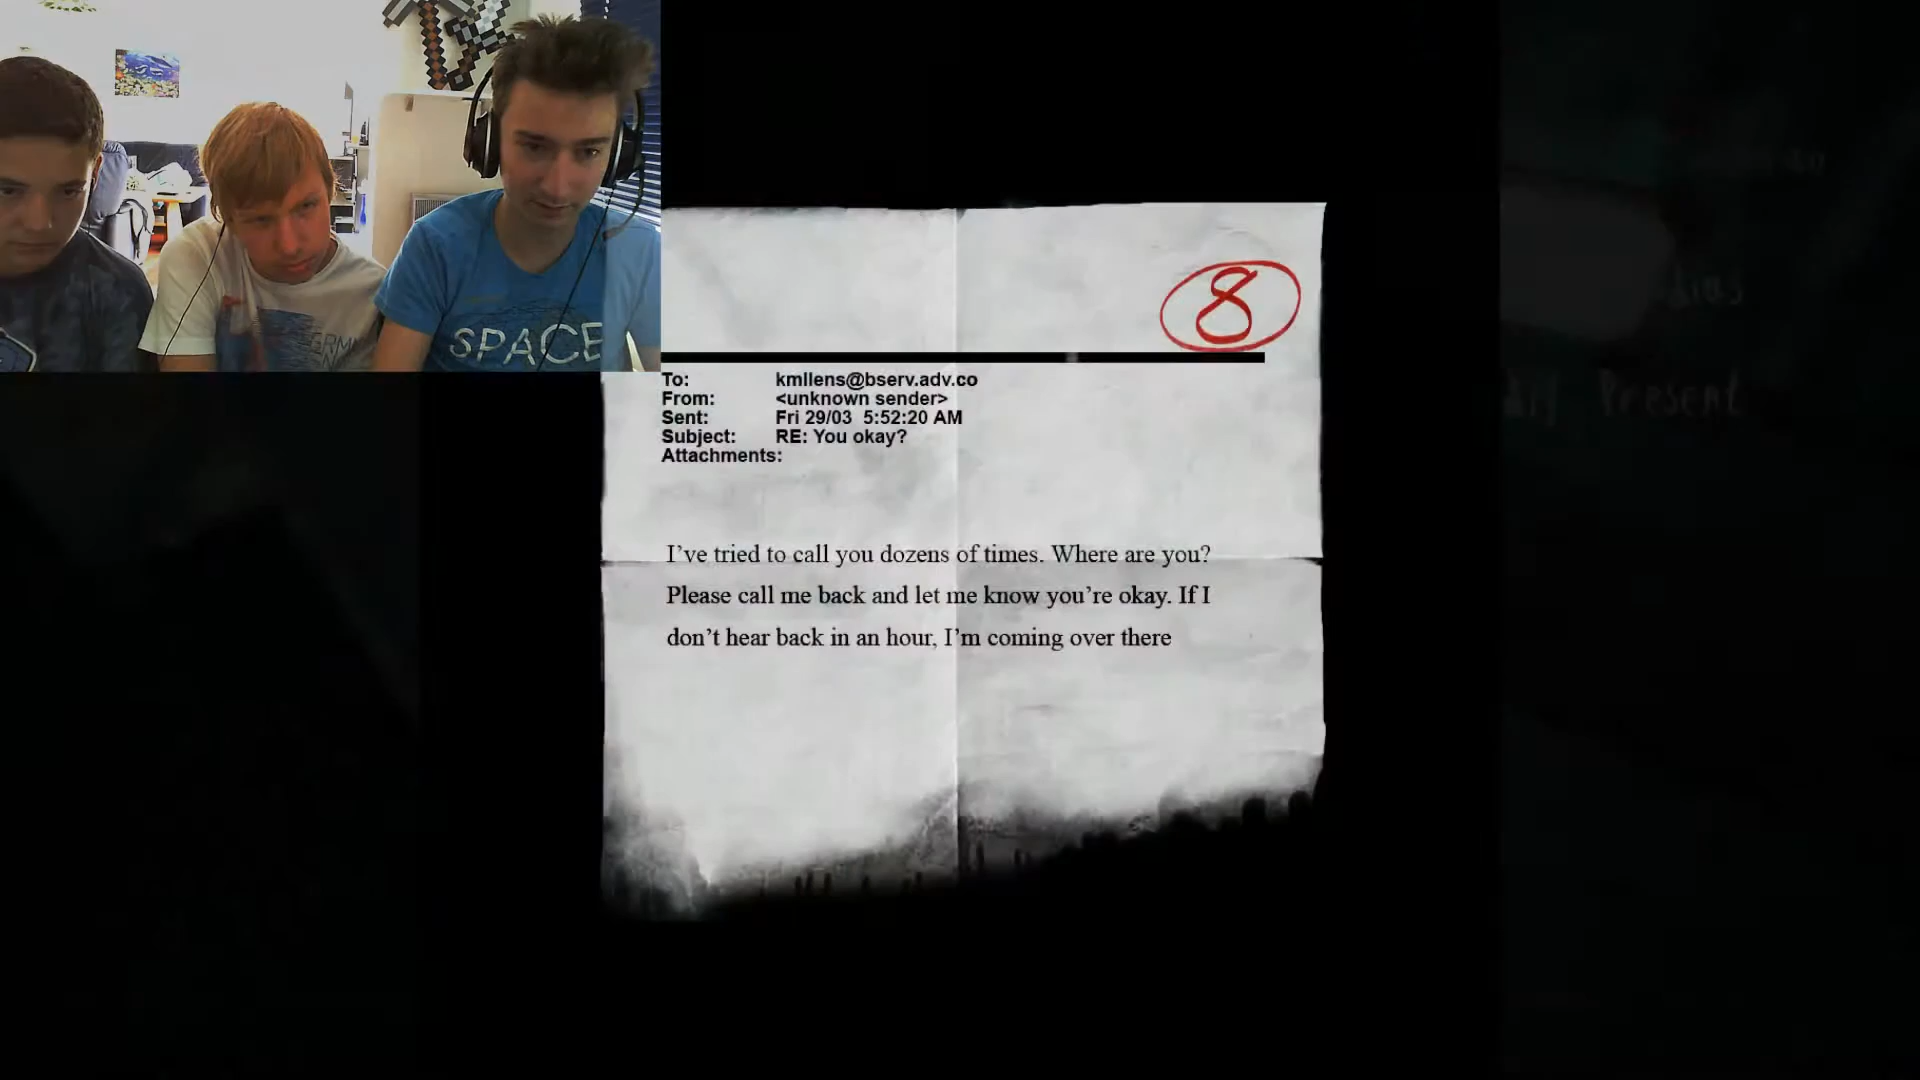 SPACE
8
To: kmllens@bserv.adv.co
From: <unknown sender>
Sent: Fri 29/03 5:52:20 AM
Subject: RE: You okay?
Attachments:
I've tried to call you dozens of times. Where are you?
Please call me back and let me know you're okay. If I
don't hear back in an hour, I'm coming over there
Present